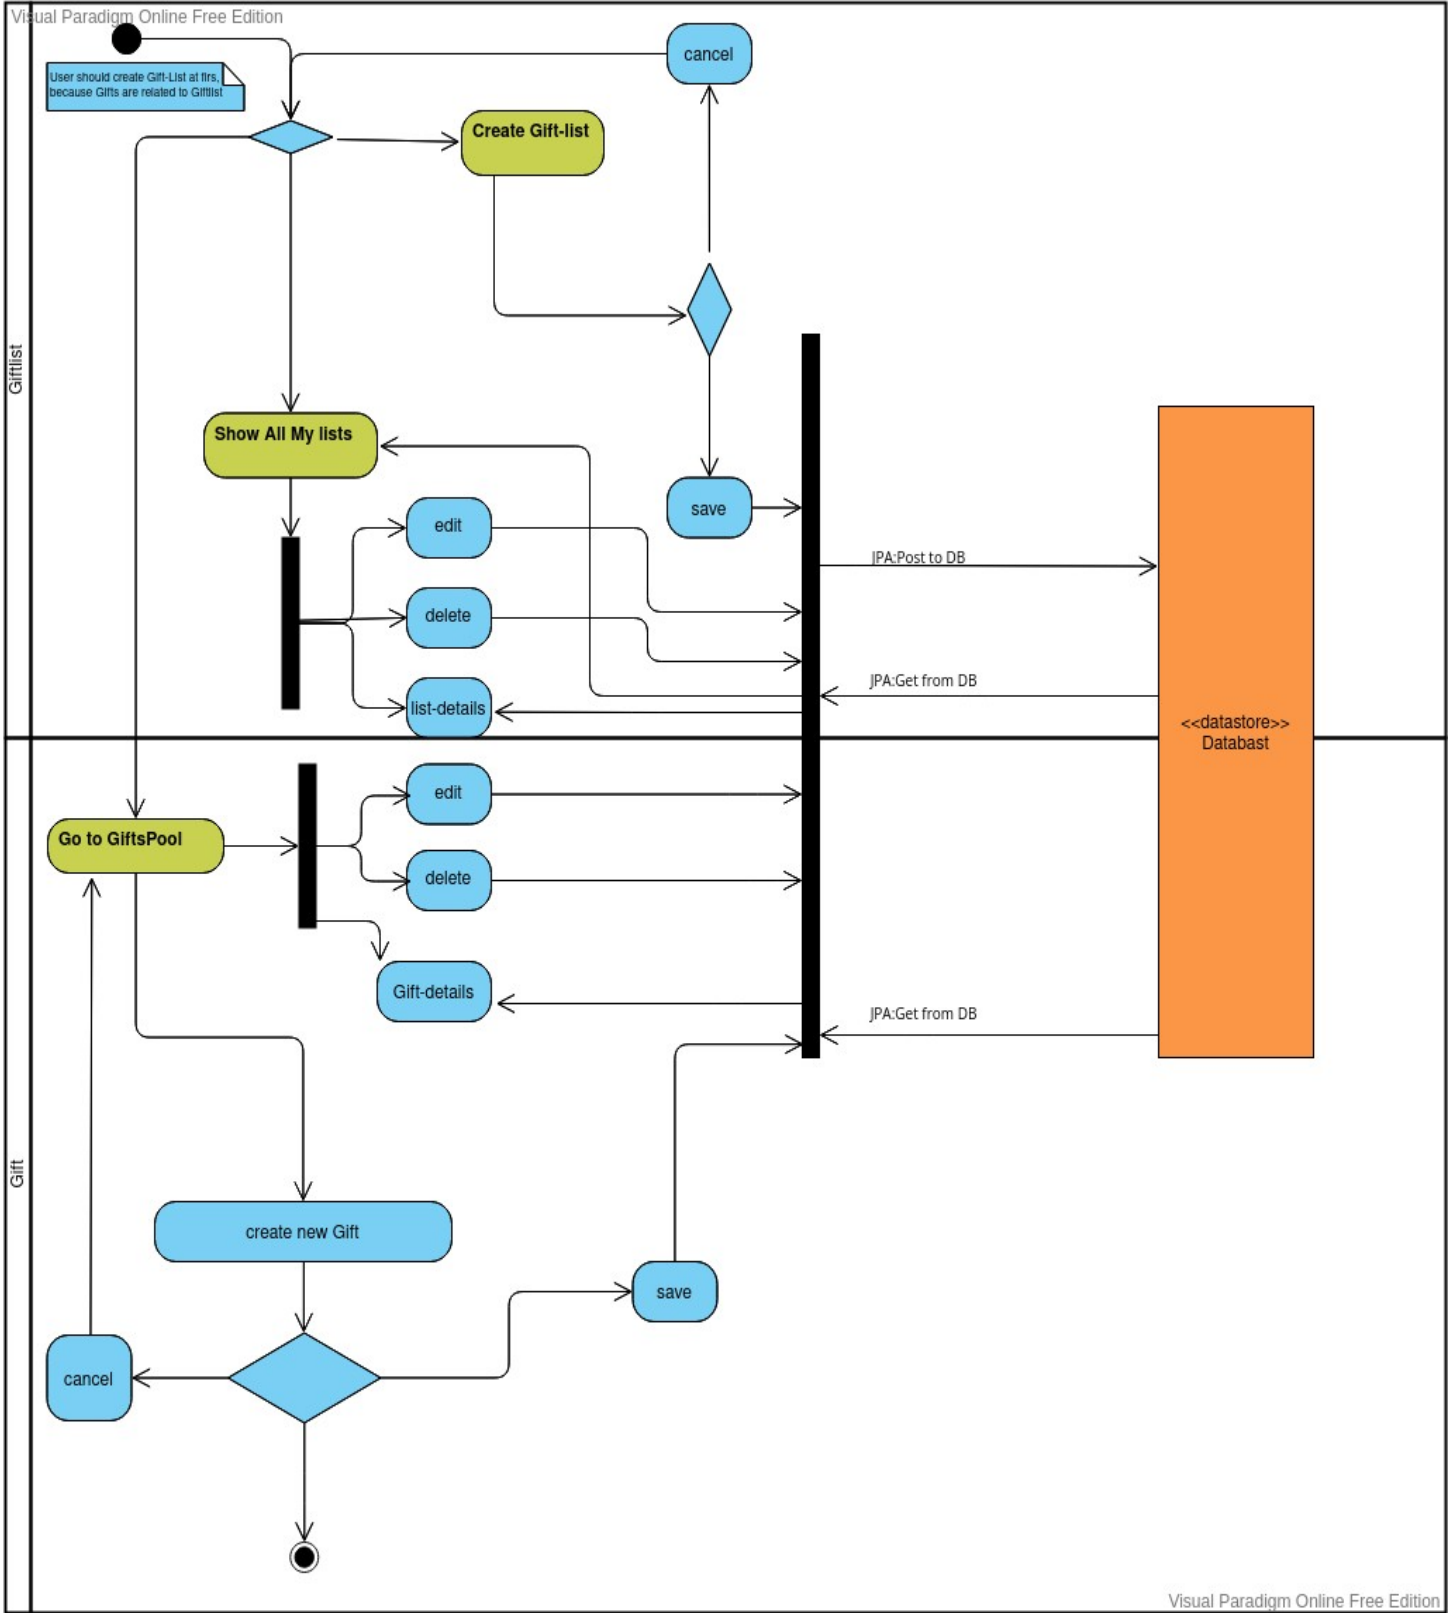 Visual Paradigm Online Free Edition
User should create Gift-List at firs,
because Gifts are related to Giftlist
cancel
Create Gift-list
Giftlist
Show All My lists
save
edit
JPA:Post to DB
delete
JPA:Get from DB
list-details
<<datastore>>
Databast
edit
Go to GiftsPool
delete
Gift-details
JPA:Get from DB
Gift
create new Gift
save
cancel
Visual Paradigm Online Free Edition